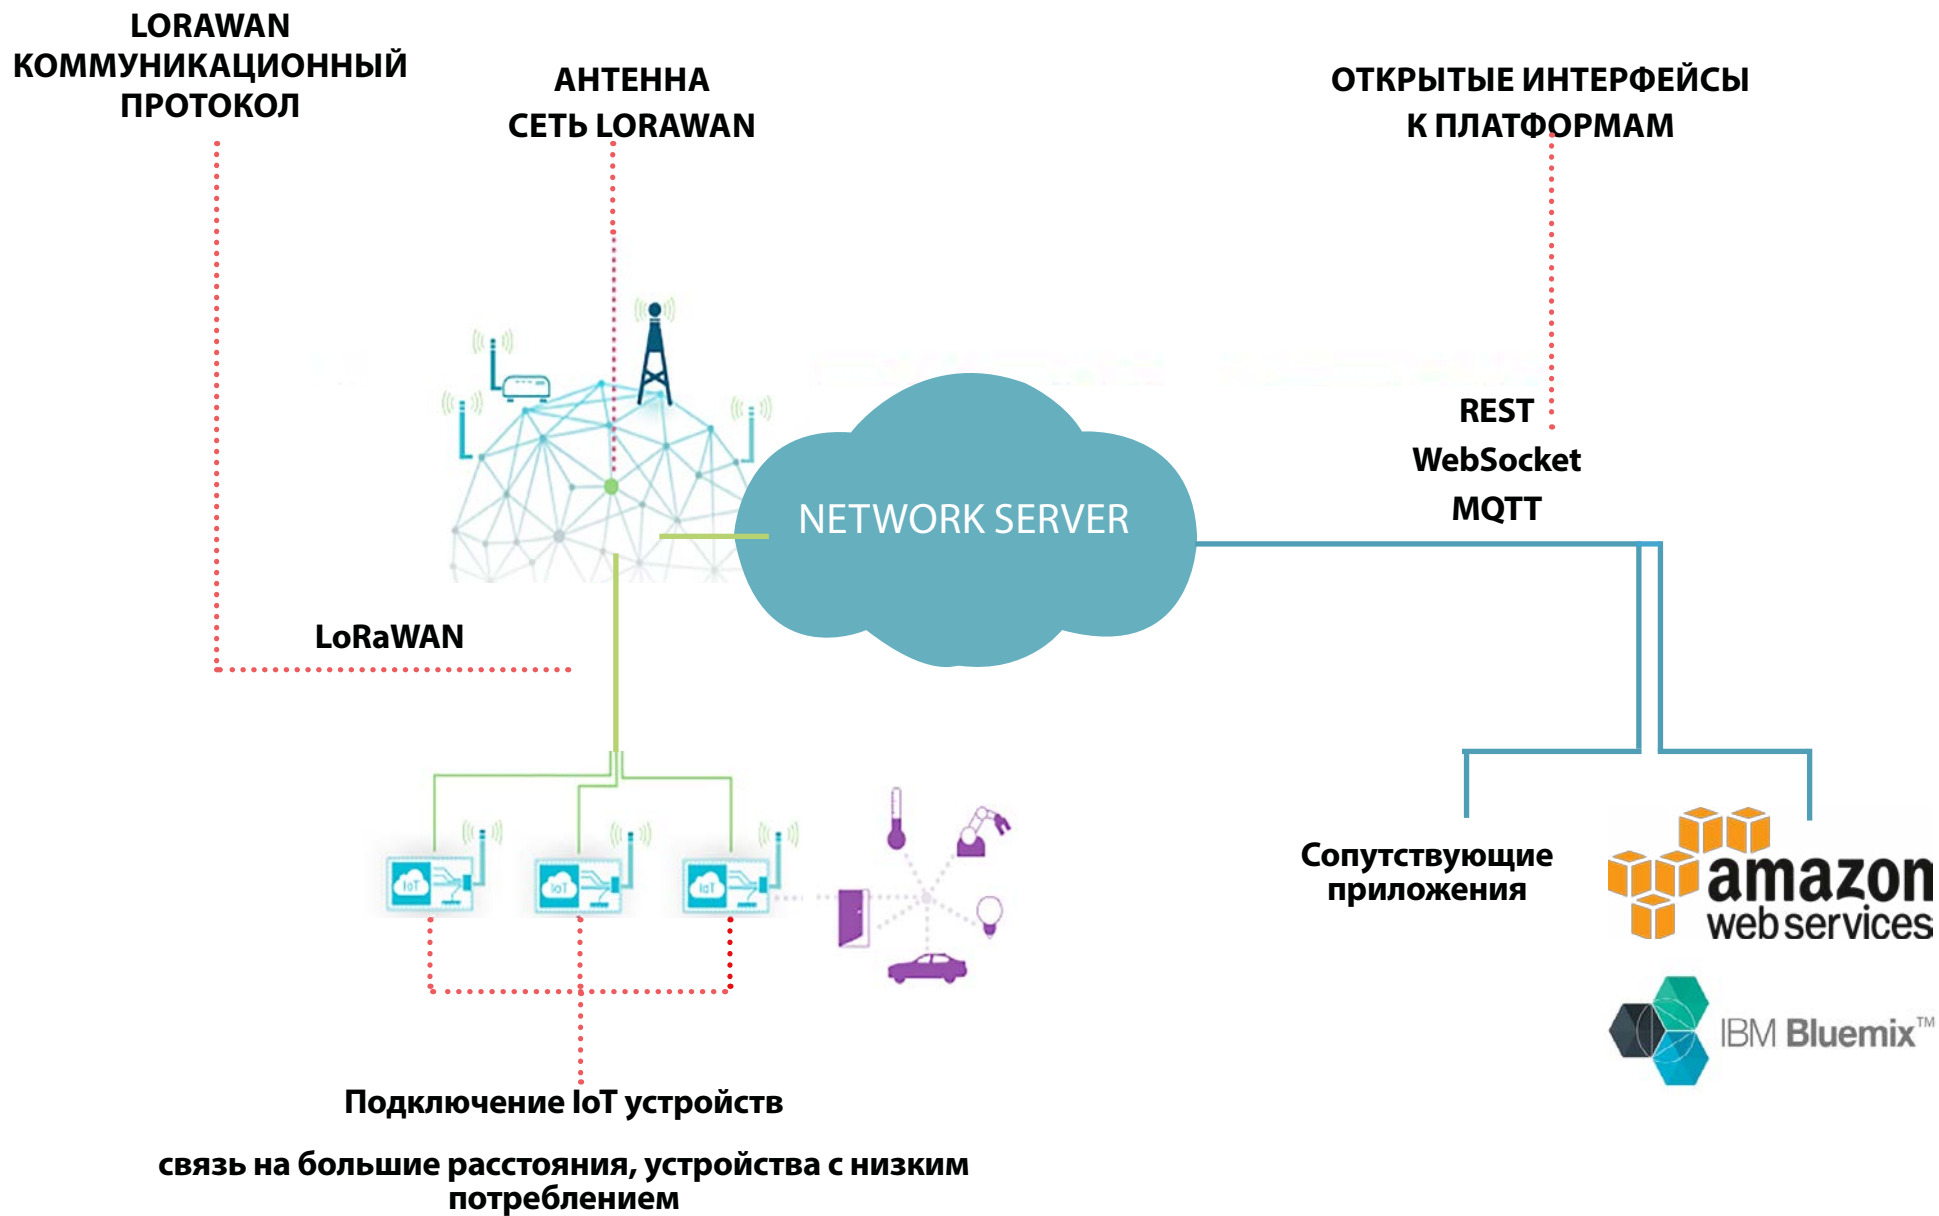 LORAWAN
КОММУНИКАЦИОННЫЙ
ПРОТОКОЛ
АНТЕННА
СЕТЬ LORAWAN
ОТКРЫТЫЕ ИНТЕРФЕЙСЫ
К ПЛАТФОРМАМ
REST
WebSocket
MQTT
NETWORK SERVER
LoRaWAN
IoT
IoT
IoT
Сопутствующие
приложения
amazon
web services
IBM Bluemix™
Подключение IoT устройств
связь на большие расстояния, устройства с низким
потреблением